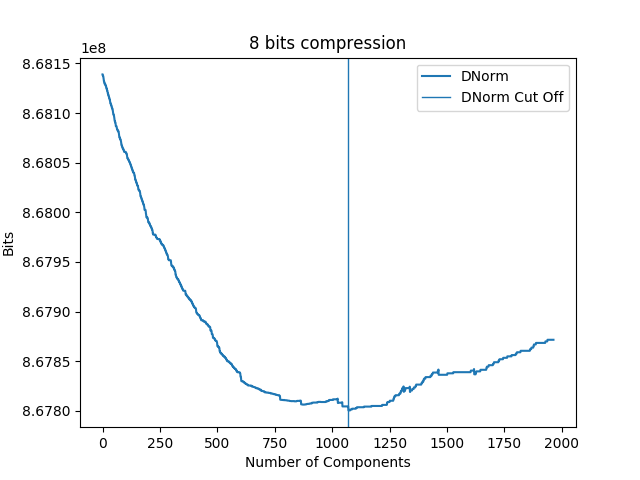 8 bits compression
1e8
8.6815
8.6810
8.6805
8.6800
8.6795
8.6790
8.6785
8.6780
Bits
DNorm
DNorm Cut Off
0 250 500 750 1000 1250 1500 1750 2000
Number of Components